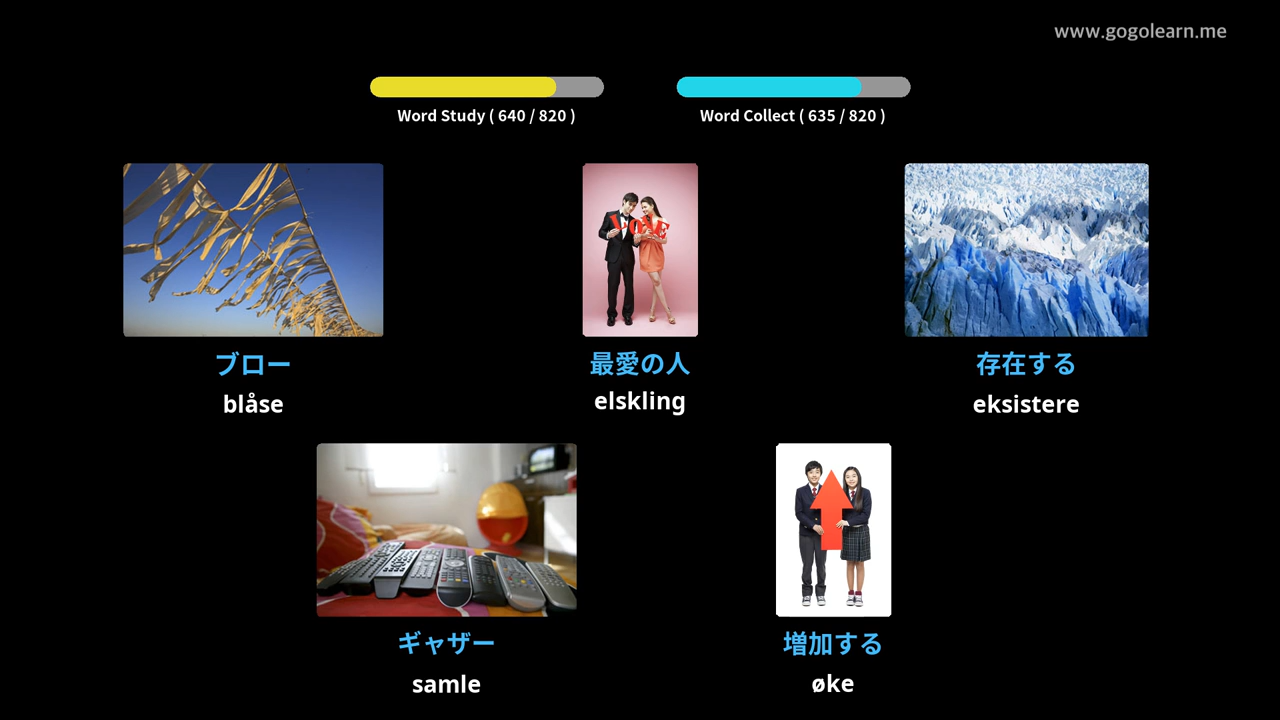 www.gogolearn.me
Word Study ( 640 / 820 )
Word Collect ( 635 / 820 )
LOVE
ブロー
blåse
最愛の人
elskling
存在する
eksistere
ギャザー
samle
増加する
øke